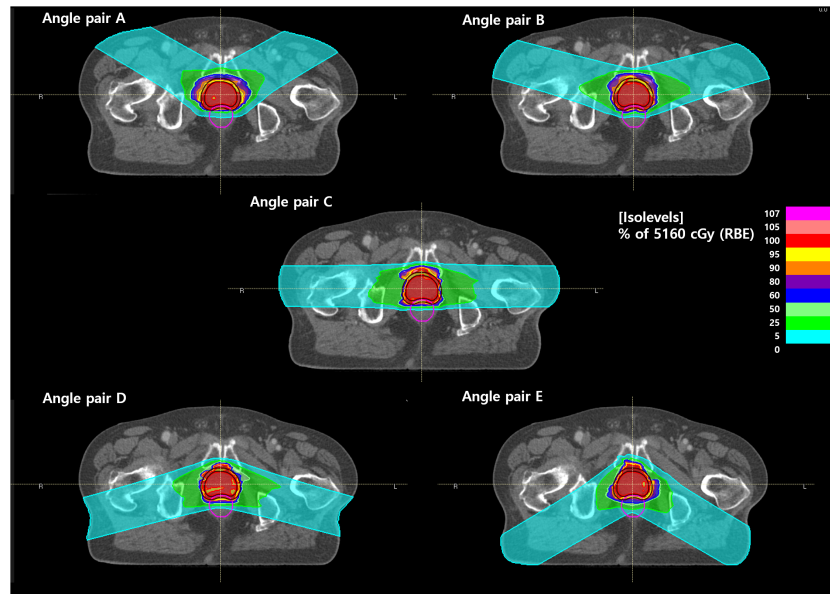 Angle pair A
Angle pair B
R
L
R
L
Angle pair C
[Isolevels]
% of 5160 cGy (RBE)
107
105
100
95
90
80
60
50
25
5
0
R
L
Angle pair D
Angle pair E
R
L
R
L